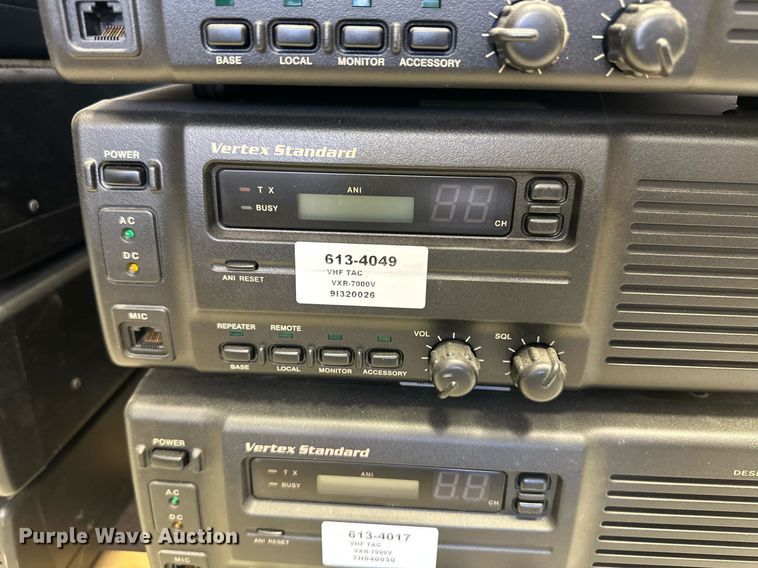 BASE LOCAL MONITOR ACCESSORY
Vertex Standard
POWER
TX ANI
BUSY
CH
AC
DC
613-4049
VHF TAC
VXR-7000V
9I320026
ANI RESET
MIC
REPEATER REMOTE
VOL SQL
BASE LOCAL MONITOR ACCESSORY
Vertex Standard
POWER
TX ANI
BUSY
CH
AC
DC
DESI
613-4017
VHF TAC
VXR-7000V
7H040030
ANI RESET
MIC
Purple Wave Auction